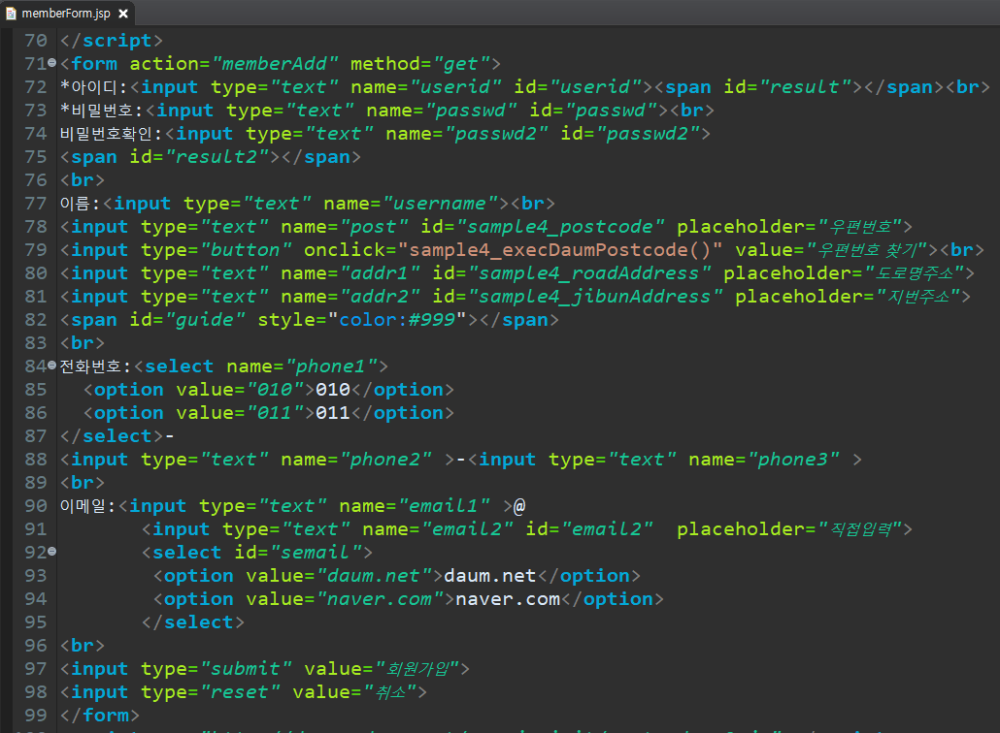 memberForm.jsp
70 </script>
71 <form action="memberAdd" method="get">
72 *아이디:<input type="text" name="userid" id="userid"><span id="result"></span><br>
73 *비밀번호:<input type="text" name="passwd" id="passwd"><br>
74 비밀번호확인:<input type="text" name="passwd2" id="passwd2">
75 <span id="result2"></span>
76 <br>
77 이름:<input type="text" name="username"><br>
78 <input type="text" name="post" id="sample4_postcode" placeholder="우편번호">
79 <input type="button" onclick="sample4_execDaumPostcode()" value="우편번호 찾기"><br>
80 <input type="text" name="addr1" id="sample4_roadAddress" placeholder="도로명주소">
81 <input type="text" name="addr2" id="sample4_jibunAddress" placeholder="지번주소">
82 <span id="guide" style="color:#999"></span>
83 <br>
84 전화번호:<select name="phone1">
85   <option value="010">010</option>
86   <option value="011">011</option>
87 </select>-
88 <input type="text" name="phone2" >-<input type="text" name="phone3" >
89 <br>
90 이메일:<input type="text" name="email1" >@
91        <input type="text" name="email2" id="email2"  placeholder="직접입력">
92        <select id="semail">
93         <option value="daum.net">daum.net</option>
94         <option value="naver.com">naver.com</option>
95        </select>
96 <br>
97 <input type="submit" value="회원가입">
98 <input type="reset" value="취소">
99 </form>